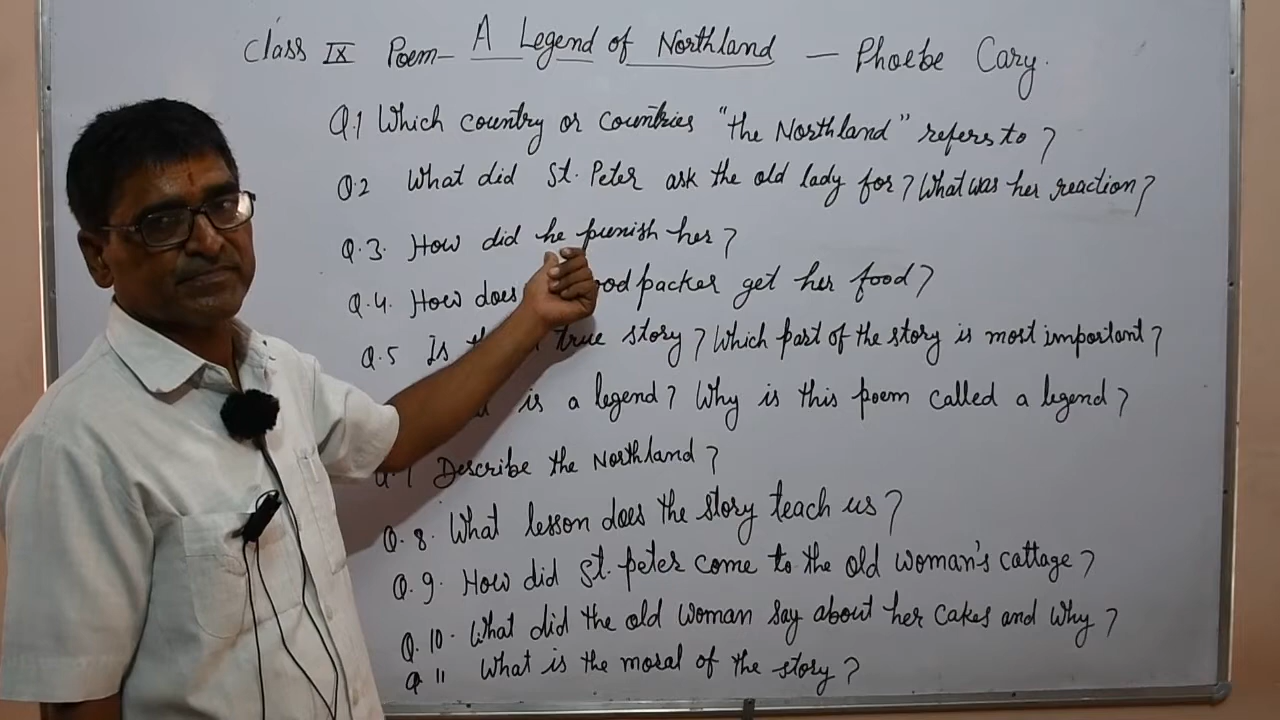 Class IX Poem- A Legend of Northland - Phoebe Cary.
Q.1 Which country or countries "the Northland" refers to?
Q.2 What did St. Peter ask the old lady for? What was her reaction?
Q.3. How did he punish her?
Q.4. How does packer get her food?
Q.5 Is true story? Which part of the story is most important?
is a legend? Why is this poem called a legend?
Describe the Northland?
Q.8. What lesson does the story teach us?
Q.9. How did St. Peter come to the old woman's cattage?
Q.10. What did the old woman say about her cakes and why?
Q 11 What is the moral of the story?